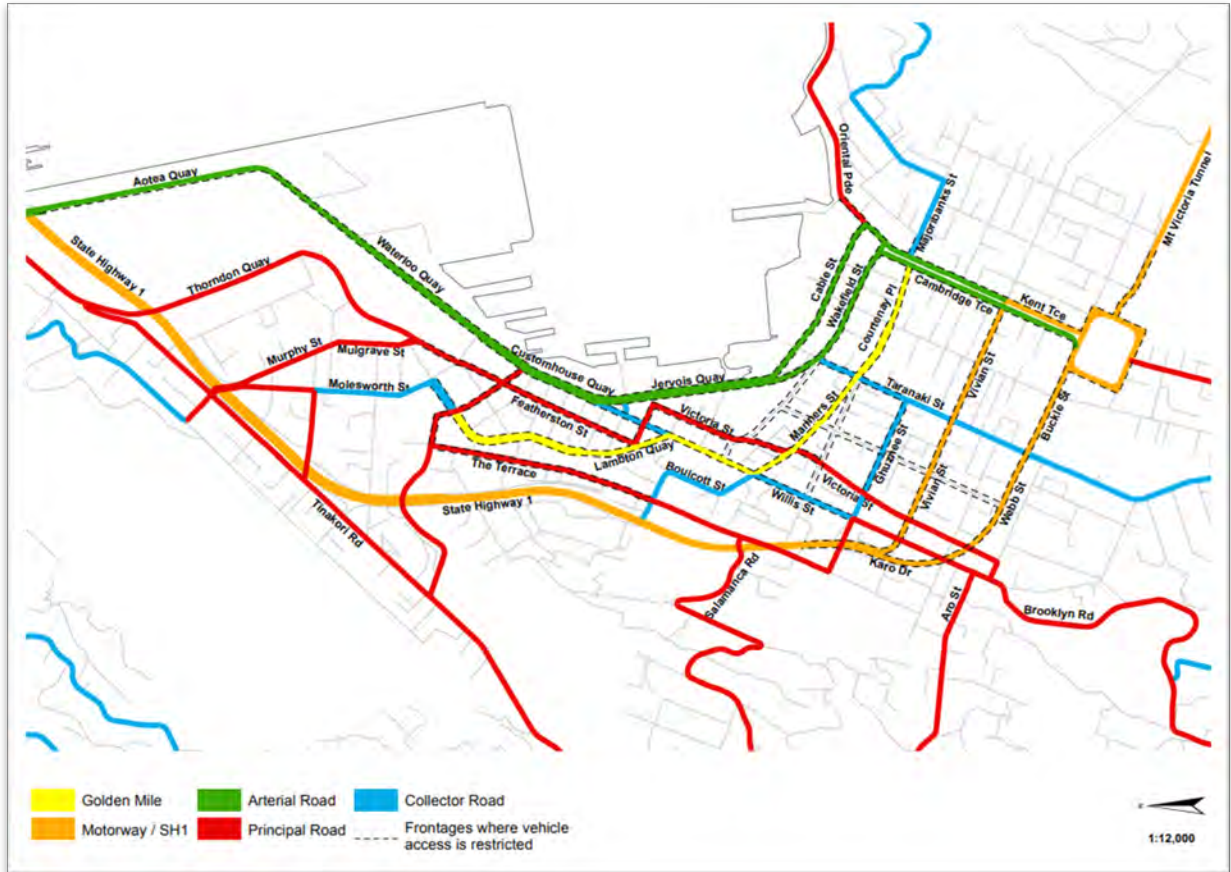 Aotea Quay
State Highway 1
Thorndon Quay
Waterloo Quay
Murphy St
Mulgrave St
Molesworth St
Customhouse Quay
Featherston St
Jervois Quay
Lambton Quay
The Terrace
Tinakori Rd
State Highway 1
Boulcott St
Victoria St
Willis St
Manners St
Victoria St
Ghuznee St
Taranaki St
Cable St
Wakefield St
Courtenay Pl
Oriental Pde
Majoribanks St
Cambridge Tce
Kent Tce
Mt Victoria Tunnel
Vivian St
Vivian St
Buckle St
Webb St
Karo Dr
Salamanca Rd
Aro St
Brooklyn Rd
Golden Mile
Arterial Road
Collector Road
Motorway / SH1
Principal Road
Frontages where vehicle
access is restricted
1:12,000